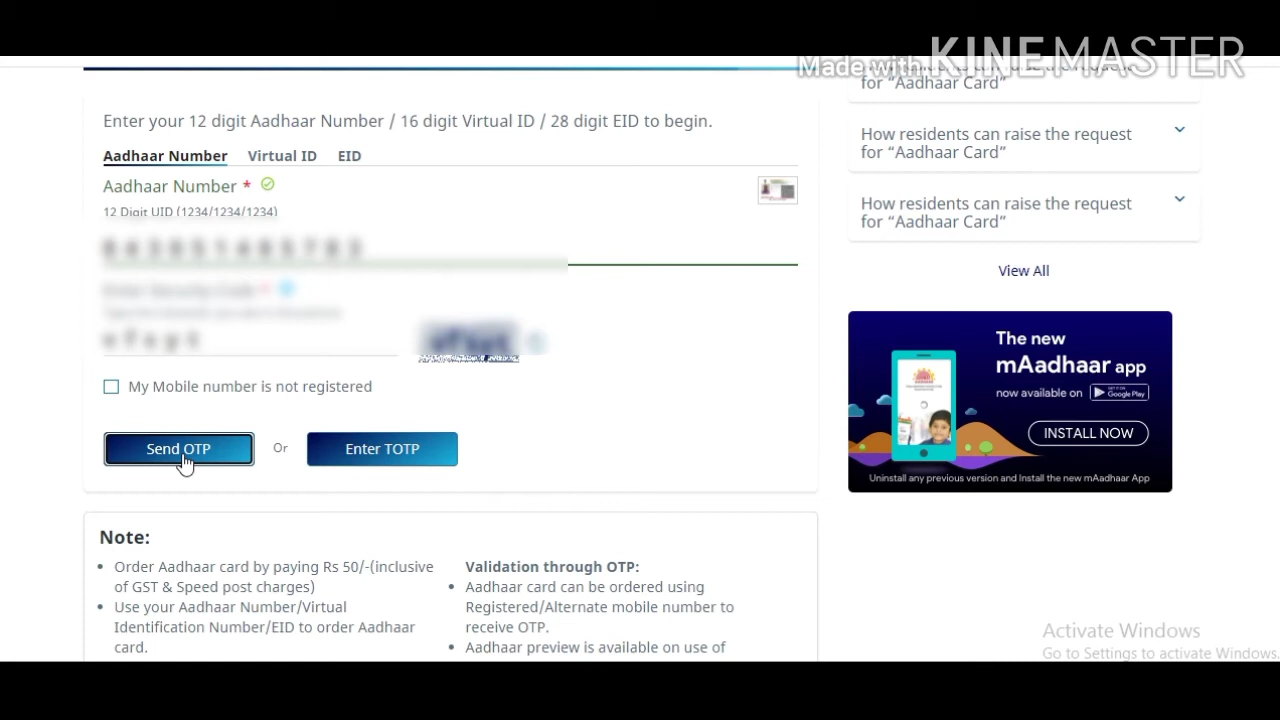 Made with KINEMASTER
for “Aadhaar Card”
Enter your 12 digit Aadhaar Number / 16 digit Virtual ID / 28 digit EID to begin.
Aadhaar Number Virtual ID EID
Aadhaar Number *
12 Digit UID (1234/1234/1234)
My Mobile number is not registered
Send OTP Or Enter TOTP
Note:
Order Aadhaar card by paying Rs 50/-(inclusive
of GST & Speed post charges)
Use your Aadhaar Number/Virtual
Identification Number/EID to order Aadhaar
card.
Validation through OTP:
Aadhaar card can be ordered using
Registered/Alternate mobile number to
receive OTP.
Aadhaar preview is available on use of
How residents can raise the request
for “Aadhaar Card”
How residents can raise the request
for “Aadhaar Card”
View All
The new
mAadhaar app
now available on GET IT ON Google Play
INSTALL NOW
Uninstall any previous version and Install the new mAadhaar App
Activate Windows
Go to Settings to activate Windows.